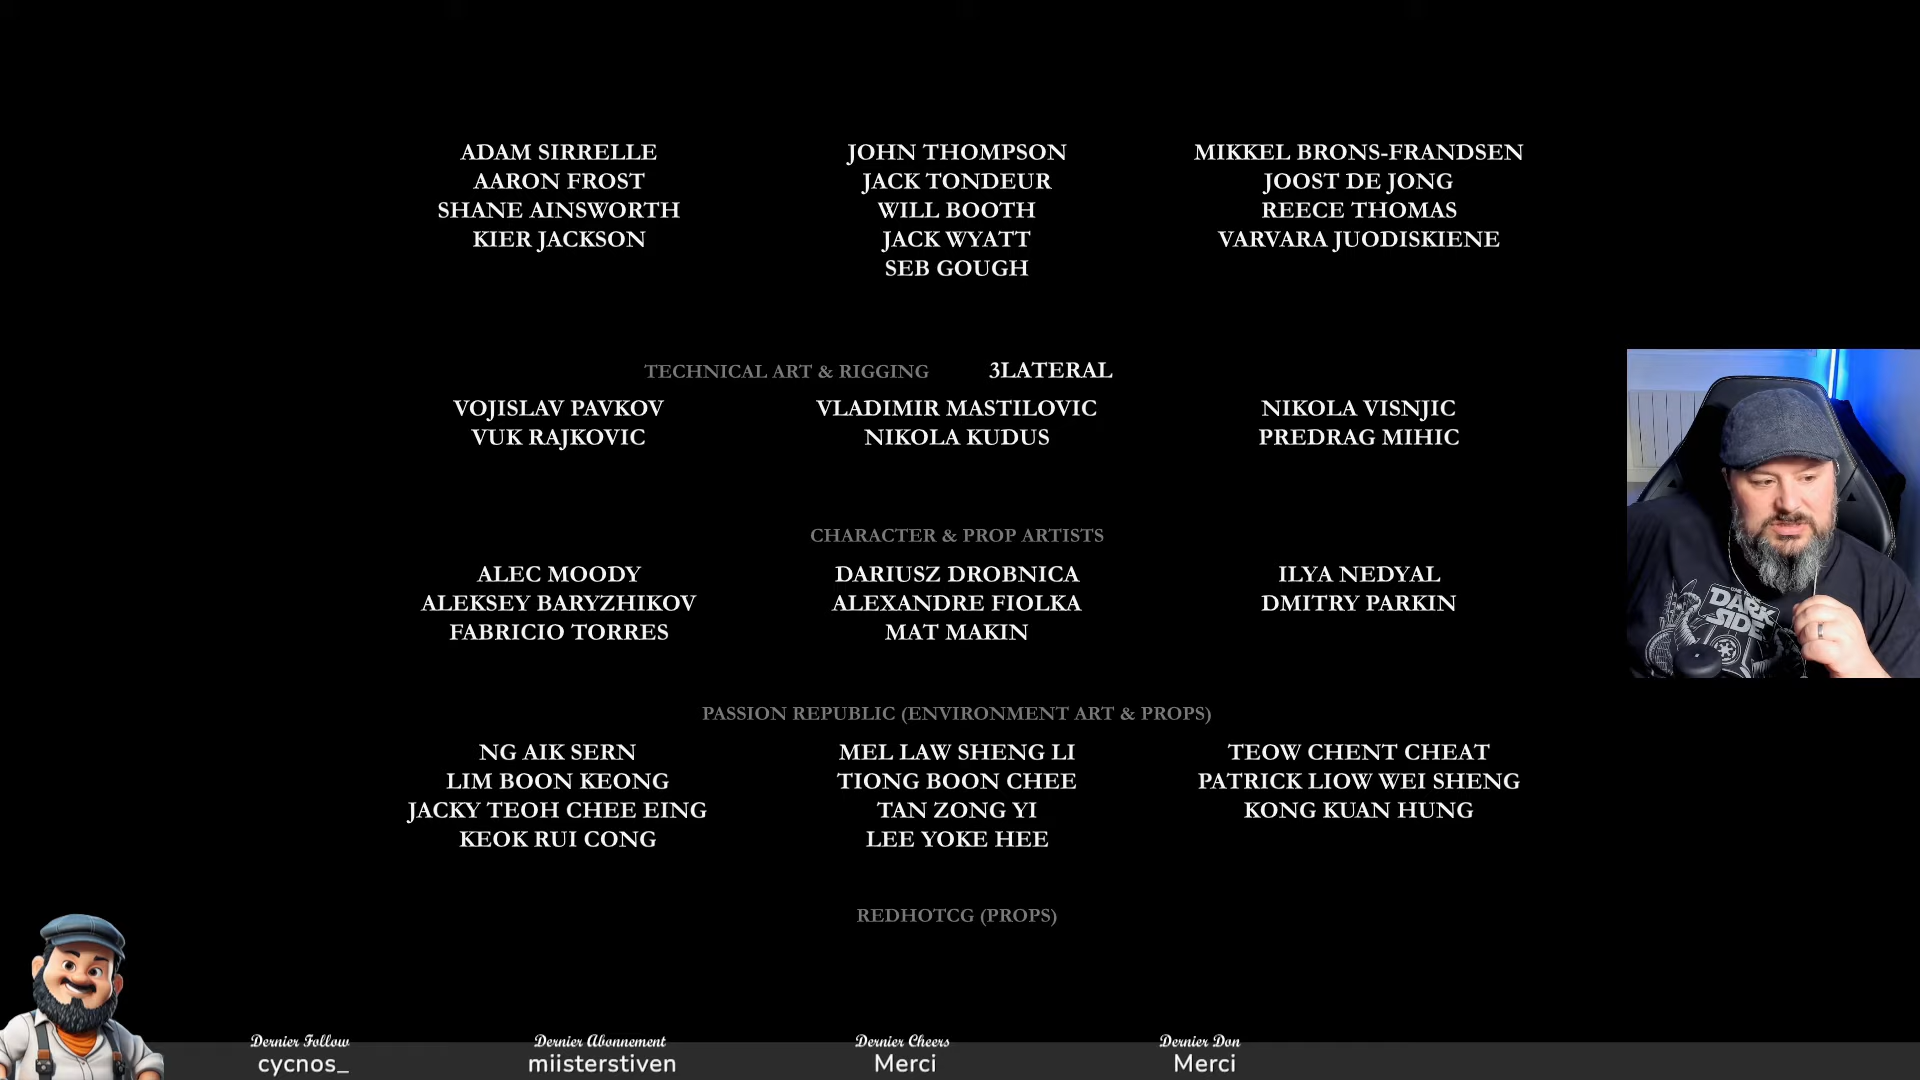 ADAM SIRRELLE JOHN THOMPSON MIKKEL BRONS-FRANDSEN
AARON FROST JACK TONDEUR JOOST DE JONG
SHANE AINSWORTH WILL BOOTH REECE THOMAS
KIER JACKSON JACK WYATT VARVARA JUODISKIENE
SEB GOUGH
TECHNICAL ART & RIGGING 3LATERAL
VOJISLAV PAVKOV VLADIMIR MASTILOVIC NIKOLA VISNJIC
VUK RAJKOVIC NIKOLA KUDUS PREDRAG MIHIC
CHARACTER & PROP ARTISTS
ALEC MOODY DARIUSZ DROBNICA ILYA NEDYAL
ALEKSEY BARYZHIKOV ALEXANDRE FIOLKA DMITRY PARKIN
FABRICIO TORRES MAT MAKIN
DARK
SIDE
PASSION REPUBLIC (ENVIRONMENT ART & PROPS)
NG AIK SERN MEL LAW SHENG LI TEOW CHENT CHEAT
LIM BOON KEONG TIONG BOON CHEE PATRICK LIOW WEI SHENG
JACKY TEOH CHEE EING TAN ZONG YI KONG KUAN HUNG
KEOK RUI CONG LEE YOKE HEE
REDHOTCG (PROPS)
Dernier Follow Dernier Abonnement Dernier Cheers Dernier Don
cycnos_ miisterstiven Merci Merci